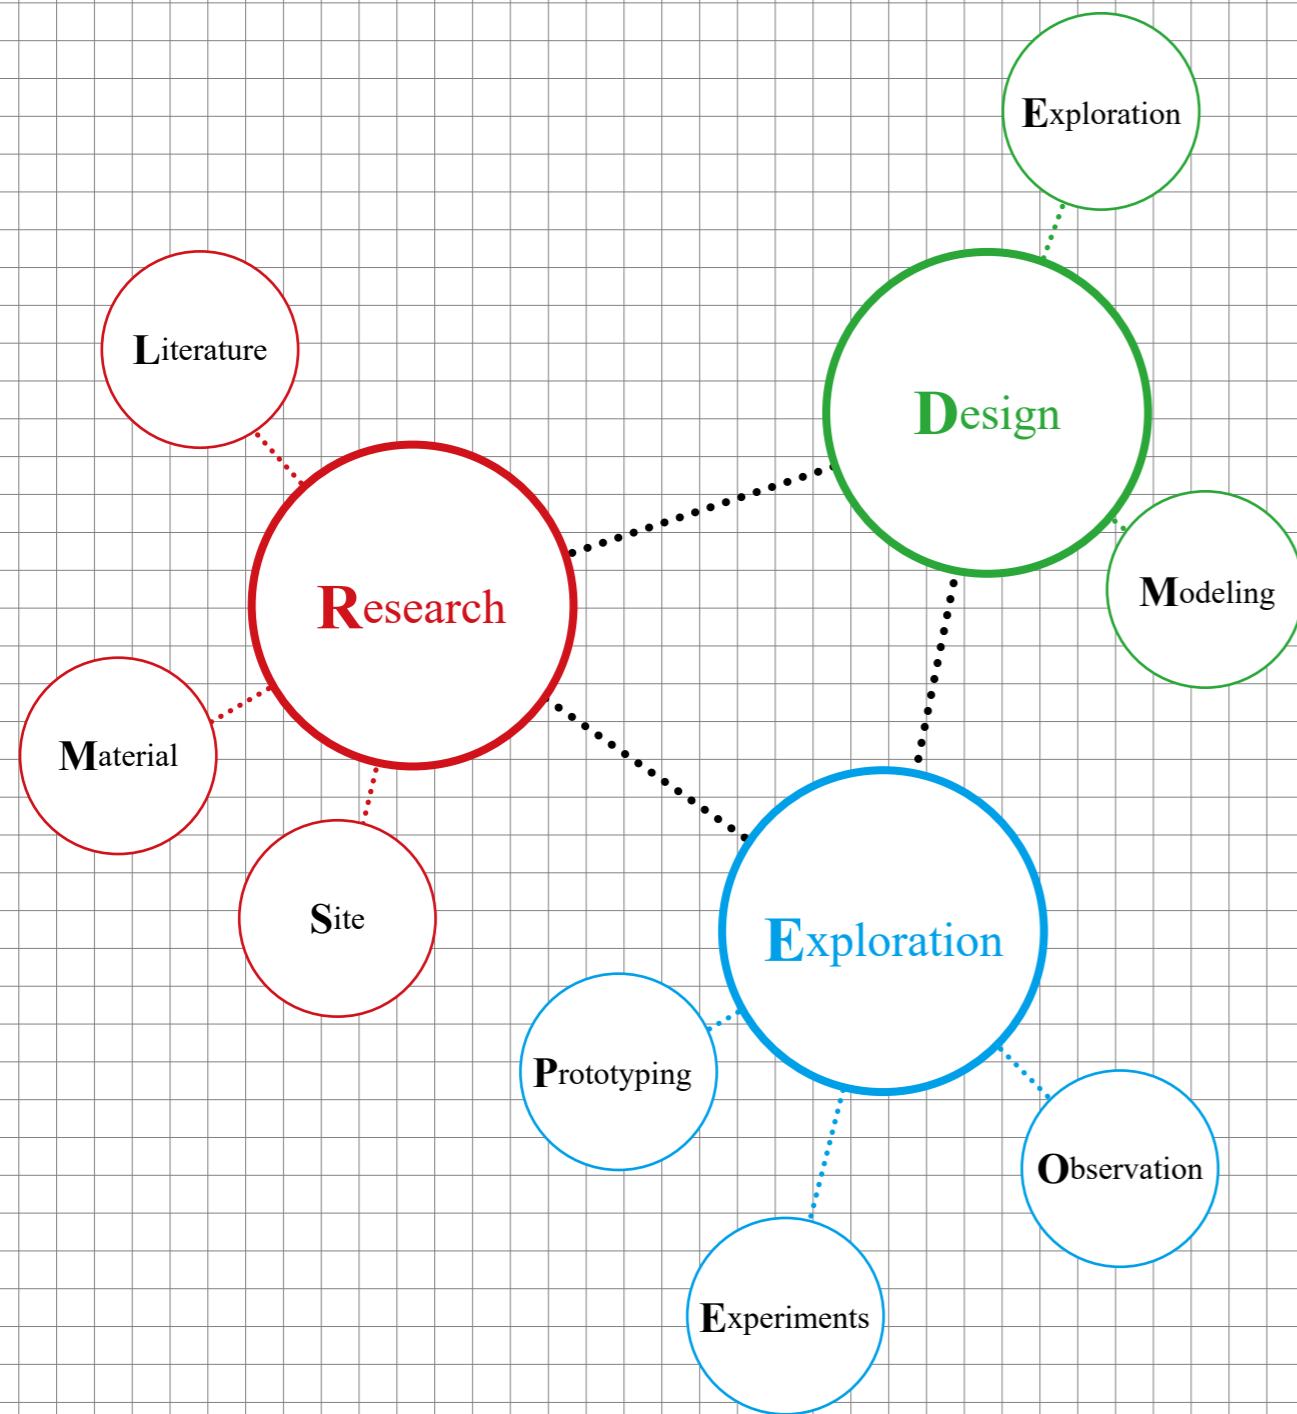 Exploration
Literature
Design
Modeling
Research
Material
Site
Exploration
Prototyping
Observation
Experiments